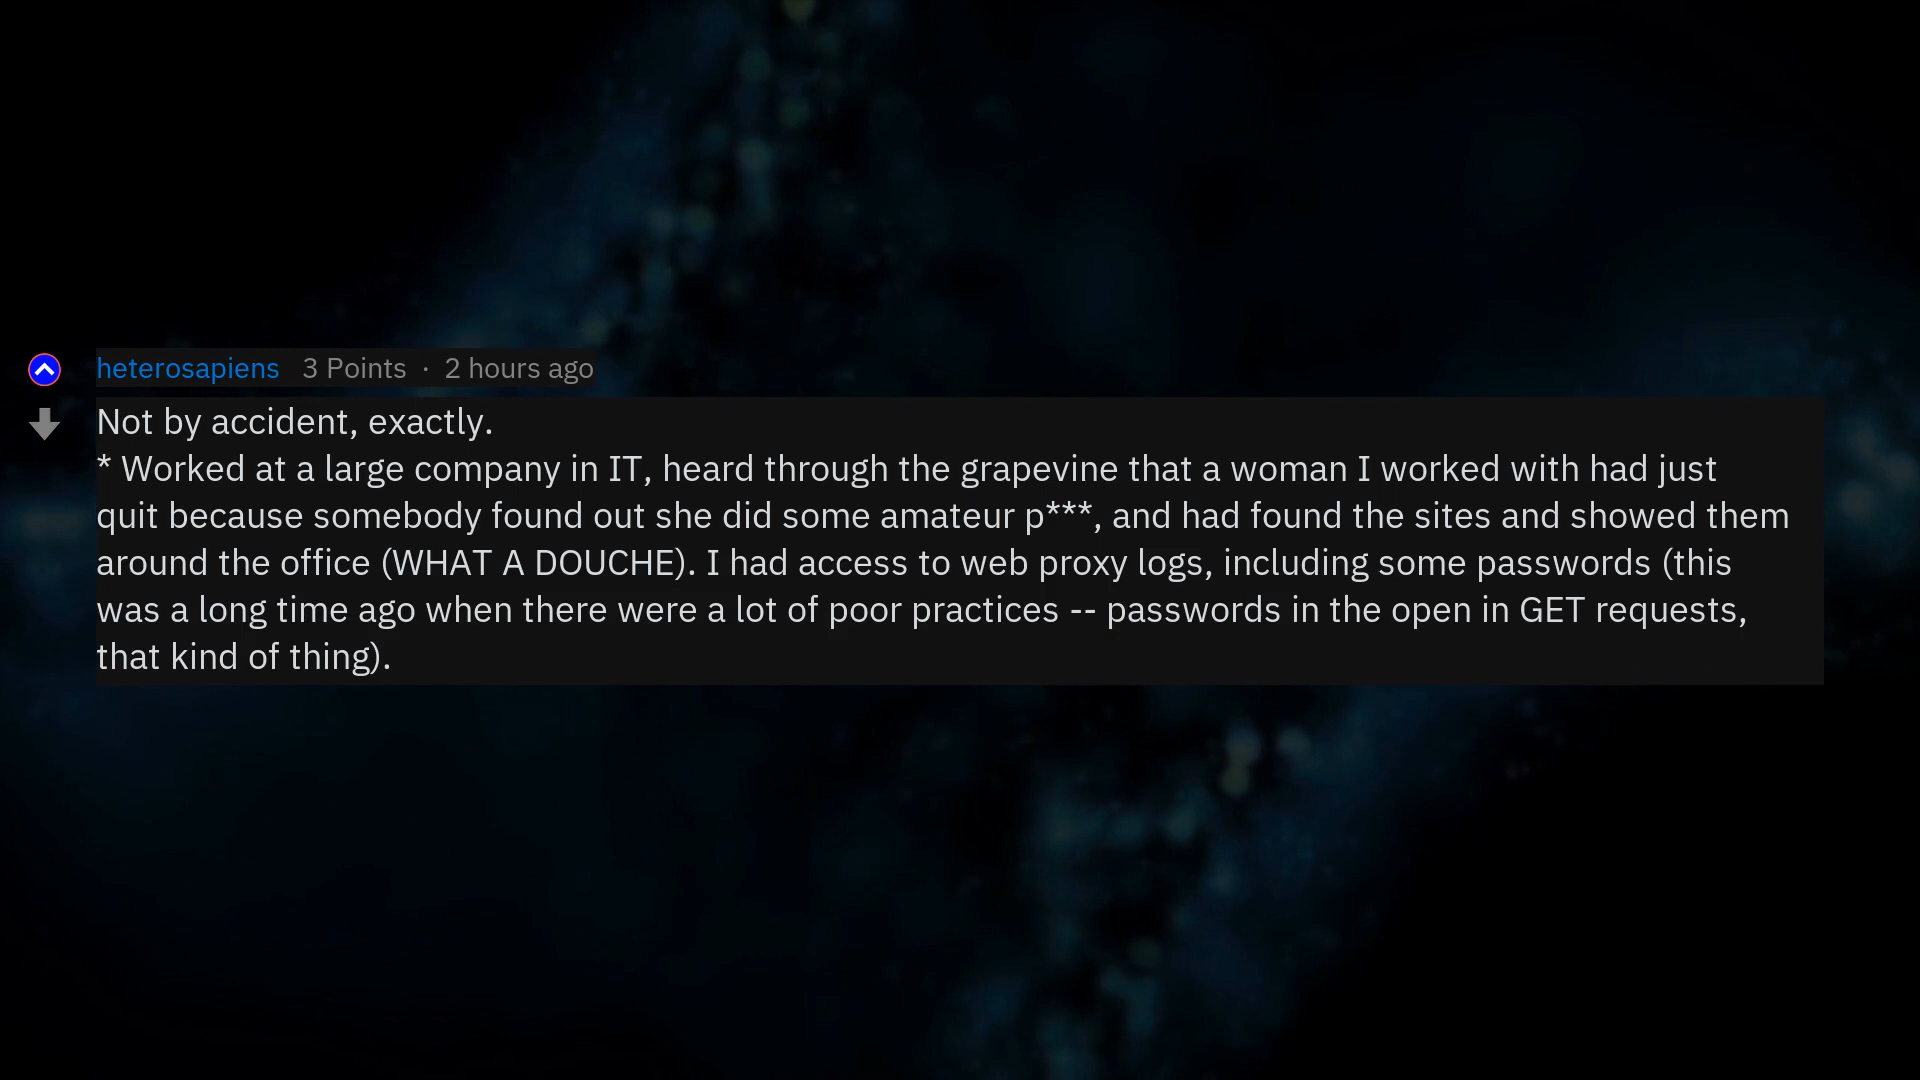 heterosapiens 3 Points · 2 hours ago
Not by accident, exactly.
* Worked at a large company in IT, heard through the grapevine that a woman I worked with had just
quit because somebody found out she did some amateur p***, and had found the sites and showed them
around the office (WHAT A DOUCHE). I had access to web proxy logs, including some passwords (this
was a long time ago when there were a lot of poor practices -- passwords in the open in GET requests,
that kind of thing).